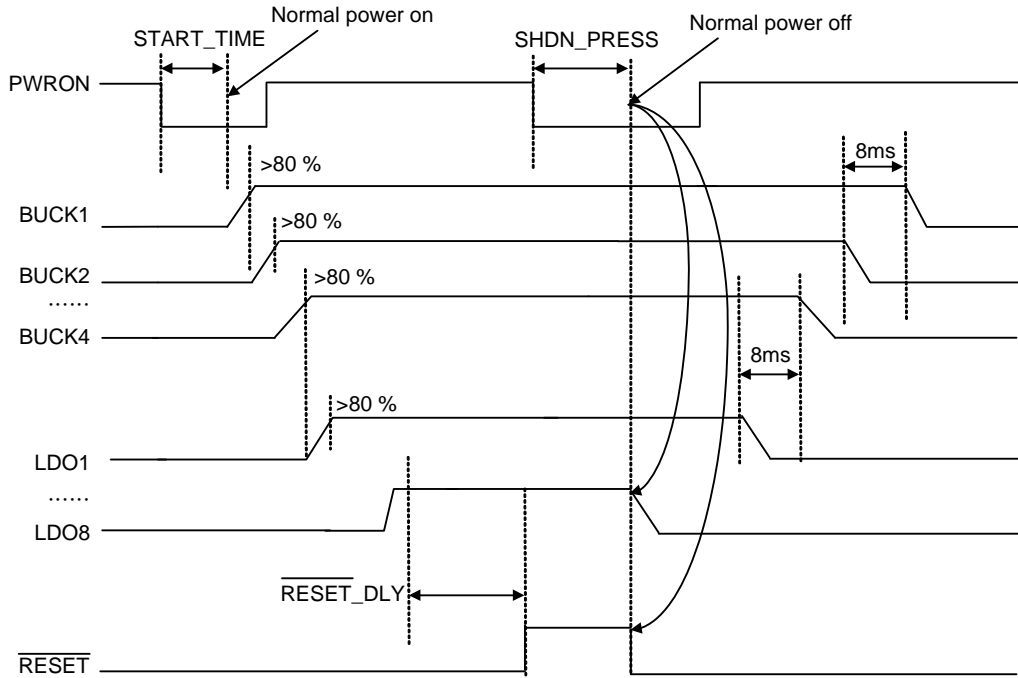 Normal power on
START_TIME
SHDN_PRESS
Normal power off
PWRON
8ms
>80 %
BUCK1
>80 %
BUCK2
......
>80 %
BUCK4
8ms
>80 %
LDO1
......
LDO8
RESET_DLY
RESET